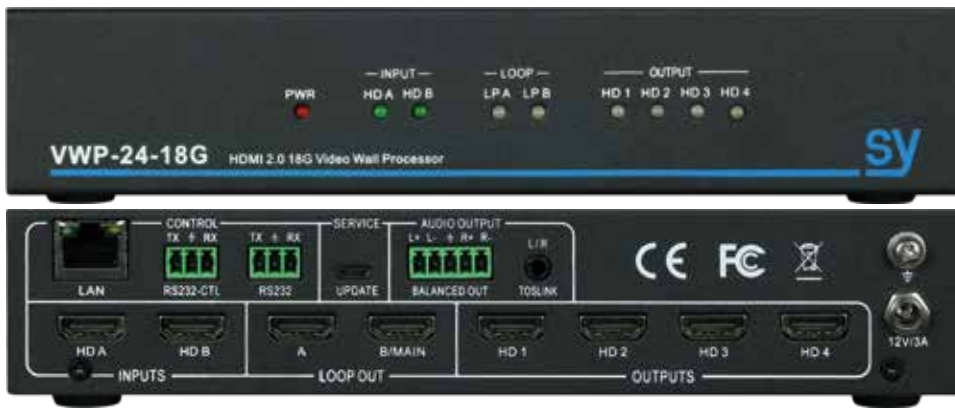 INPUT LOOP OUTPUT
PWR HD A HD B LP A LP B HD 1 HD 2 HD 3 HD 4
VWP-24-18G HDMI 2.0 18G Video Wall Processor sy
CONTROL SERVICE AUDIO OUTPUT
TX RX TX RX L+ L- R+ R- L/R
CE FC
LAN RS232-CTL RS232 UPDATE BALANCED OUT TOSLINK
12V/3A
HD A HD B A B/MAIN HD 1 HD 2 HD 3 HD 4
INPUTS LOOP OUT OUTPUTS